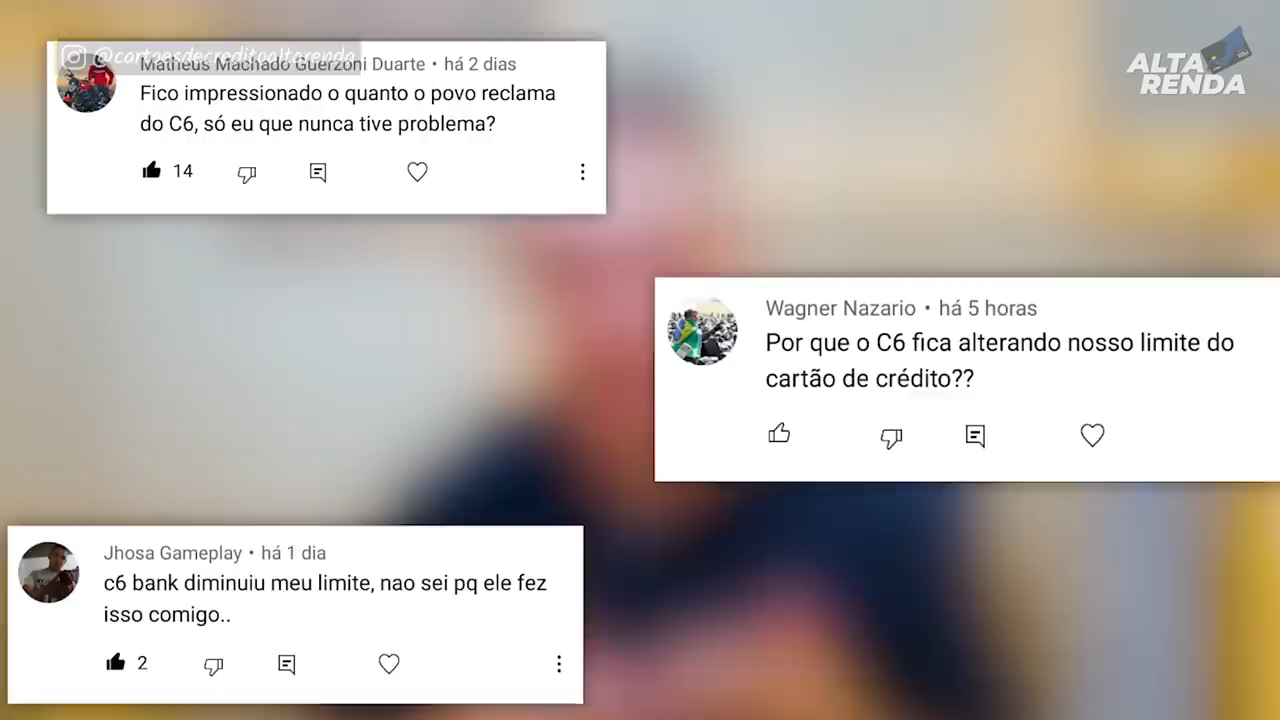 @cartoesdecreditoaltarenda
ALTA
RENDA
Matheus Machado Guerzoni Duarte • há 2 dias
Fico impressionado o quanto o povo reclama
do C6, só eu que nunca tive problema?
14
Wagner Nazario • há 5 horas
Por que o C6 fica alterando nosso limite do
cartão de crédito??
Jhosa Gameplay • há 1 dia
c6 bank diminuiu meu limite, nao sei pq ele fez
isso comigo..
2